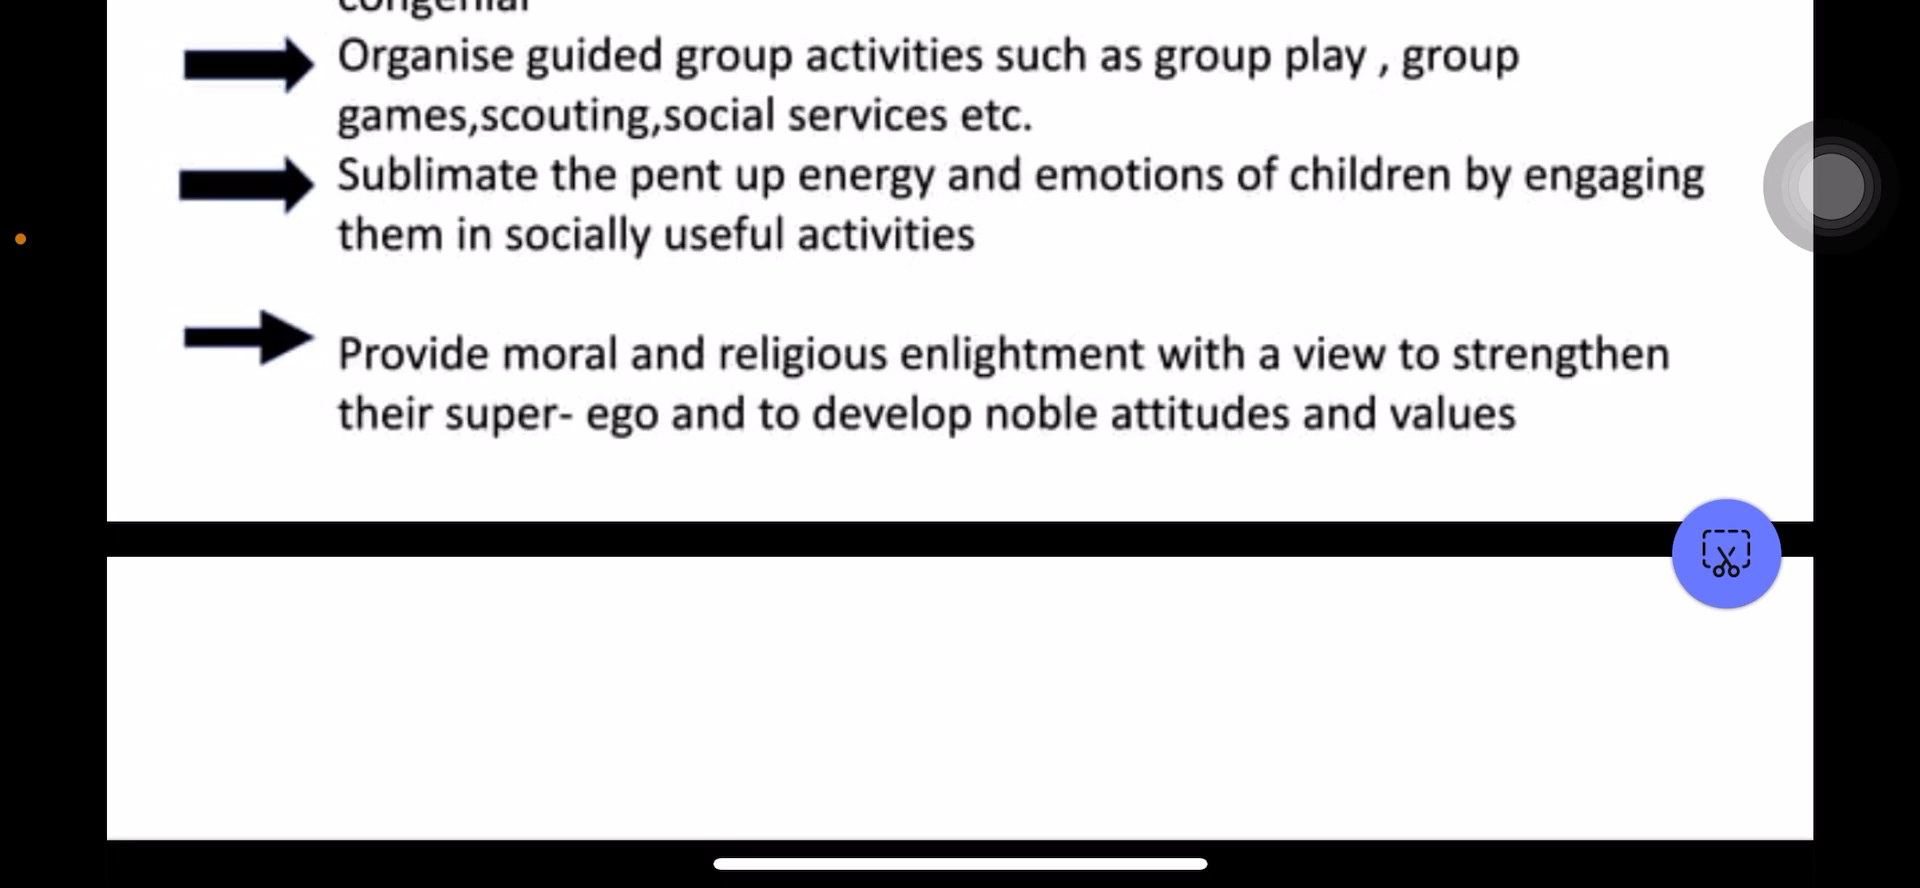 congenial
Organise guided group activities such as group play , group
games,scouting,social services etc.
Sublimate the pent up energy and emotions of children by engaging
them in socially useful activities
Provide moral and religious enlightment with a view to strengthen
their super- ego and to develop noble attitudes and values